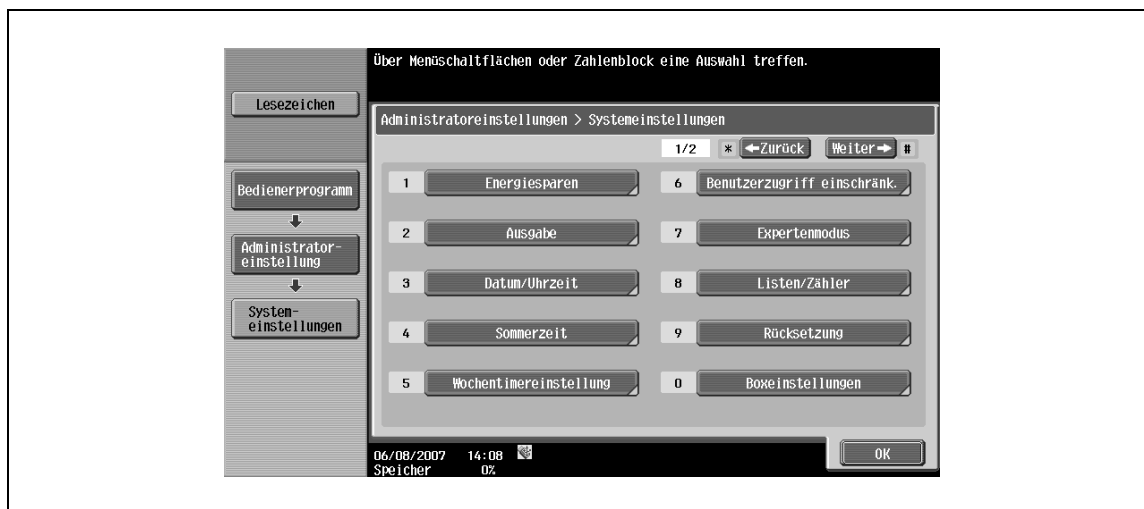 Über Menüschaltflächen oder Zahlenblock eine Auswahl treffen.
Lesezeichen
Administratoreinstellungen > Systemeinstellungen
1/2 * ←Zurück Weiter→ #
Bedienerprogramm
Administrator-
einstellung
System-
einstellungen
1 Energiesparen
2 Ausgabe
3 Datum/Uhrzeit
4 Sommerzeit
5 Wochentimereinstellung
6 Benutzerzugriff einschränk.
7 Expertenmodus
8 Listen/Zähler
9 Rücksetzung
0 Boxeinstellungen
06/08/2007 14:08
Speicher 0%
OK